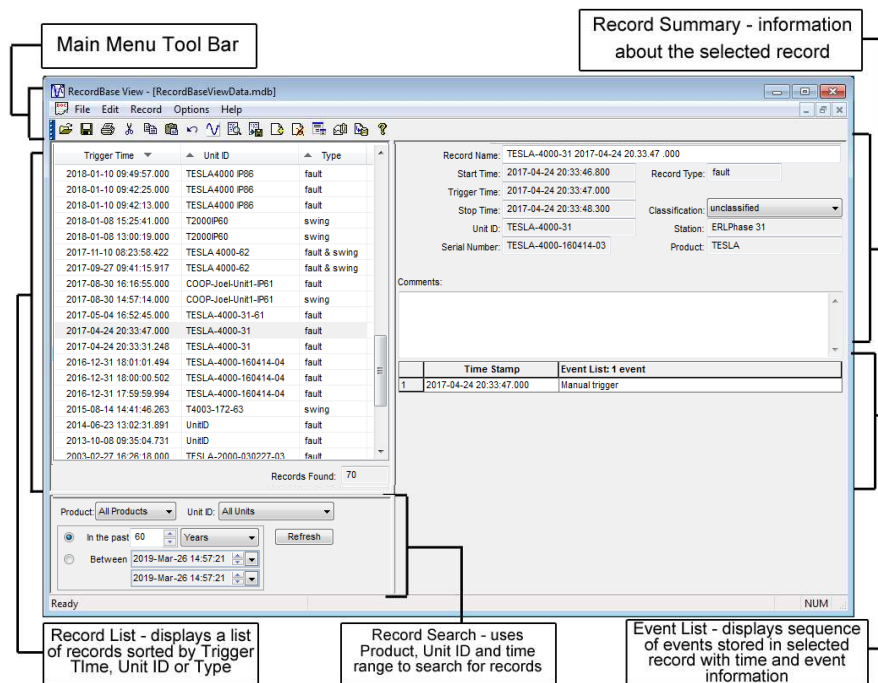 Main Menu Tool Bar
Record Summary - information
about the selected record
RecordBase View - [RecordBaseViewData.mdb]
File Edit Record Options Help
Trigger Time Unit ID Type
2018-01-10 09:49:57.000 TESLA4000 IP86 fault
2018-01-10 09:42:25.000 TESLA4000 IP86 fault
2018-01-10 09:42:13.000 TESLA4000 IP86 fault
2018-01-08 15:25:41.000 T2000IP60 swing
2018-01-08 13:00:19.000 T2000IP60 swing
2017-11-10 08:23:58.422 TESLA 4000-62 fault & swing
2017-09-27 09:41:15.917 TESLA 4000-62 fault & swing
2017-08-30 16:16:55.000 COOP-Joel-Unit1-IP61 fault
2017-08-30 14:57:14.000 COOP-Joel-Unit1-IP61 swing
2017-05-04 16:52:45.000 TESLA-4000-31-61 fault
2017-04-24 20:33:47.000 TESLA-4000-31 fault
2017-04-24 20:33:31.248 TESLA-4000-31 fault
2016-12-31 18:01:01.494 TESLA-4000-160414-04 fault
2016-12-31 18:00:00.502 TESLA-4000-160414-04 fault
2016-12-31 17:59:59.994 TESLA-4000-160414-04 fault
2015-08-14 14:41:46.263 T4003-172-63 swing
2014-06-23 13:02:31.891 UnitID fault
2013-10-08 09:35:04.731 UnitID fault
2003-02-27 16:26:18.000 TESLA-2000-030227-03 fault
Records Found: 70
Product: All Products Unit ID: All Units
In the past 60 Years Refresh
Between 2019-Mar-26 14:57:21
2019-Mar-26 14:57:21
Record Name: TESLA-4000-31 2017-04-24 20.33.47 .000
Start Time: 2017-04-24 20:33:46.800 Record Type: fault
Trigger Time: 2017-04-24 20:33:47.000
Stop Time: 2017-04-24 20:33:48.300 Classification: unclassified
Unit ID: TESLA-4000-31 Station: ERLPhase 31
Serial Number: TESLA-4000-160414-03 Product: TESLA
Comments:
Time Stamp Event List: 1 event
1 2017-04-24 20:33:47.000 Manual trigger
Ready NUM
Record List - displays a list
of records sorted by Trigger
TIme, Unit ID or Type
Record Search - uses
Product, Unit ID and time
range to search for records
Event List - displays sequence
of events stored in selected
record with time and event
information